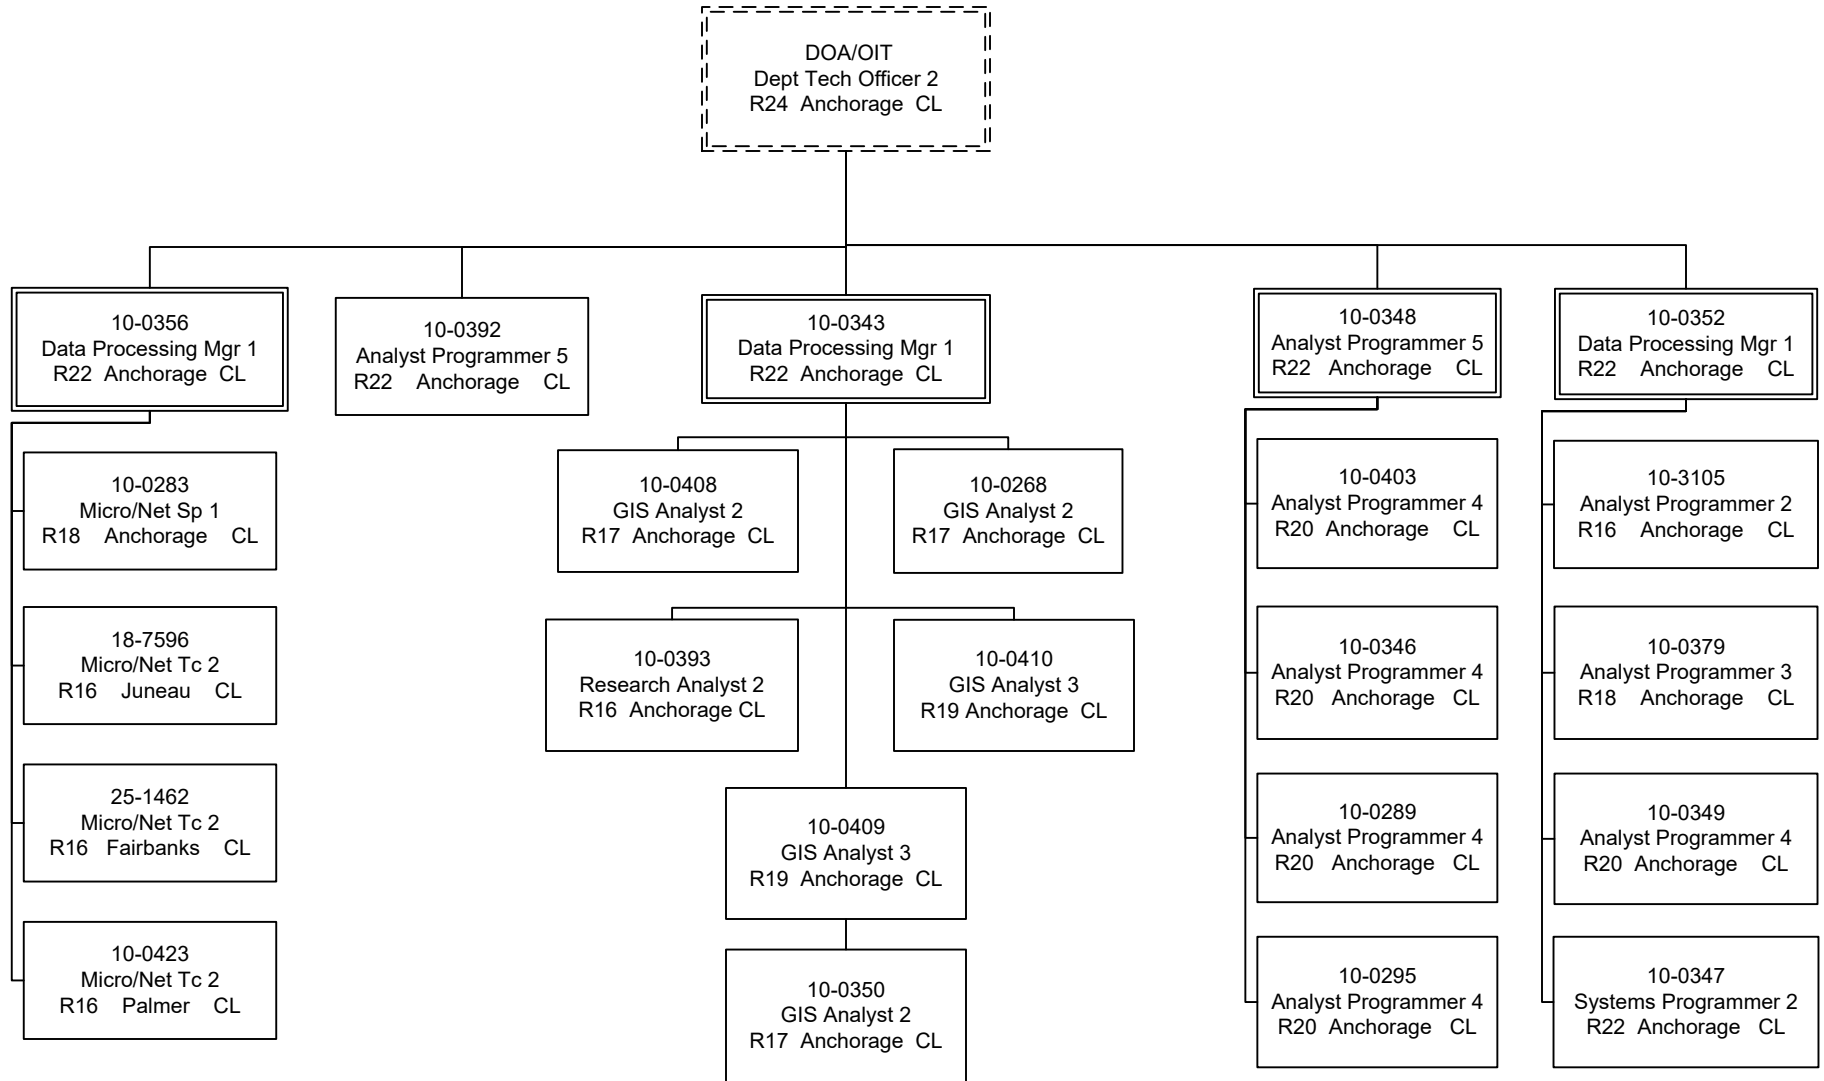 DOA/OIT
Dept Tech Officer 2
R24 Anchorage CL
10-0356
Data Processing Mgr 1
R22 Anchorage CL
10-0392
Analyst Programmer 5
R22 Anchorage CL
10-0343
Data Processing Mgr 1
R22 Anchorage CL
10-0348
Analyst Programmer 5
R22 Anchorage CL
10-0352
Data Processing Mgr 1
R22 Anchorage CL
10-0283
Micro/Net Sp 1
R18 Anchorage CL
18-7596
Micro/Net Tc 2
R16 Juneau CL
25-1462
Micro/Net Tc 2
R16 Fairbanks CL
10-0423
Micro/Net Tc 2
R16 Palmer CL
10-0408
GIS Analyst 2
R17 Anchorage CL
10-0268
GIS Analyst 2
R17 Anchorage CL
10-0393
Research Analyst 2
R16 Anchorage CL
10-0410
GIS Analyst 3
R19 Anchorage CL
10-0409
GIS Analyst 3
R19 Anchorage CL
10-0350
GIS Analyst 2
R17 Anchorage CL
10-0403
Analyst Programmer 4
R20 Anchorage CL
10-0346
Analyst Programmer 4
R20 Anchorage CL
10-0289
Analyst Programmer 4
R20 Anchorage CL
10-0295
Analyst Programmer 4
R20 Anchorage CL
10-3105
Analyst Programmer 2
R16 Anchorage CL
10-0379
Analyst Programmer 3
R18 Anchorage CL
10-0349
Analyst Programmer 4
R20 Anchorage CL
10-0347
Systems Programmer 2
R22 Anchorage CL